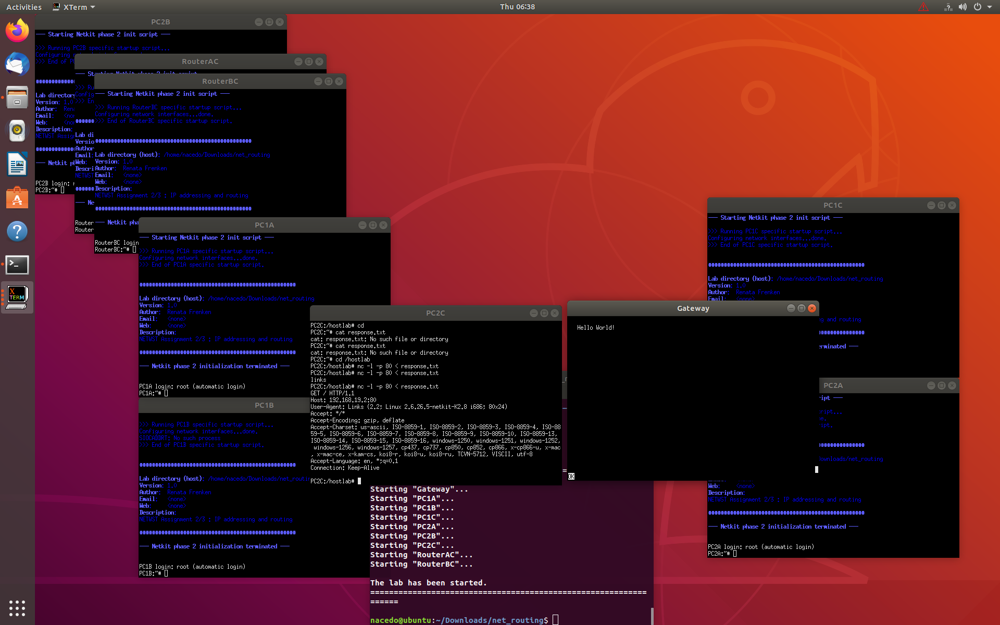 Activities
XTerm
Thu 06:38
PC2B
--- Starting Netkit phase 2 init script ---
>>> Running PC2B specific startup script...
Configuring
>>> End of
Lab directory
Version: 1.0
Author:
Email:
Web:
Description:
NETWST
--- Netkit
PC2B login:
PC2B:~#
RouterAC
--- Starting Netkit phase 2 init script
Lab
Author
Email:
Web:
Router
Router
RouterBC
--- Starting Netkit phase 2 init script ---
>>> Running RouterBC specific startup script...
Configuring network interfaces...done.
>>> End of RouterBC specific startup script.
##################################################
Lab directory (host): /home/nacedo/Downloads/net_routing
Version: 1.0
Author: Renata Frenken
Email: <none>
Web: <none>
Description:
NETWST Assignment 2/3 : IP addressing and routing
##################################################
--- Netkit
RouterBC login
RouterBC:~#
PC1A
--- Starting Netkit phase 2 init script ---
>>> Running PC1A specific startup script...
Configuring network interfaces...done.
>>> End of PC1A specific startup script.
##################################################
Lab directory (host): /home/nacedo/Downloads/net_routing
Version: 1.0
Author: Renata Frenken
Email: <none>
Web: <none>
Description:
NETWST Assignment 2/3 : IP addressing and routing
##################################################
--- Netkit phase 2 initialization terminated ---
PC1A login: root (automatic login)
PC1A:~#
PC1B
>>> Running PC1B specific startup script...
Configuring network interfaces...done.
SIOCADDRT: No such process
>>> End of PC1B specific startup script.
##################################################
Lab directory (host): /home/nacedo/Downloads/net_routing
Version: 1.0
Author: Renata Frenken
Email: <none>
Web: <none>
Description:
NETWST Assignment 2/3 : IP addressing and routing
##################################################
--- Netkit phase 2 initialization terminated ---
PC1B login: root (automatic login)
PC1B:~#
PC2C
PC2C:/hostlab# cd
PC2C:~# cat response.txt
cat: response.txt: No such file or directory
PC2C:~# cat response.txt
cat: response.txt: No such file or directory
PC2C:~# cd /hostlab
PC2C:/hostlab# nc -l -p 80 < response.txt
PC2C:/hostlab# nc -l -p 80 < response.txt
links
PC2C:/hostlab# nc -l -p 80 < response.txt
GET / HTTP/1.1
Host: 192.168.19.2:80
User-Agent: Links (2.2; Linux 2.6.26.5-netkit-K2.8 i686; 80x24)
Accept: */*
Accept-Encoding: gzip, deflate
Accept-Charset: us-ascii, ISO-8859-1, ISO-8859-2, ISO-8859-3, ISO-8859-4, ISO-88
59-5, ISO-8859-6, ISO-8859-7, ISO-8859-8, ISO-8859-9, ISO-8859-10, ISO-8859-13,
ISO-8859-14, ISO-8859-15, ISO-8859-16, windows-1250, windows-1251, windows-1252,
windows-1256, windows-1257, cp437, cp737, cp850, cp852, cp866, x-cp866-u, x-mac
, x-mac-ce, x-kam-cs, koi8-r, koi8-u, koi8-ru, TCVN-5712, VISCII, utf-8
Accept-Language: en, *;q=0.1
Connection: Keep-Alive
PC2C:/hostlab#
Gateway
Hello World!
OK
PC1C
--- Starting Netkit phase 2 init script ---
>>> Running PC1C specific startup script...
Configuring network interfaces...done.
>>> End of PC1C specific startup script.
##################################################
Lab directory (host): /home/nacedo/Downloads/net_routing
Version: 1.0
Author: Renata Frenken
Email: <none>
and routing
---
PC2A
Web: <none>
Description:
NETWST Assignment 2/3 : IP addressing and routing
##################################################
--- Netkit phase 2 initialization terminated ---
PC2A login: root (automatic login)
PC2A:~#
Starting "Gateway"...
Starting "PC1A"...
Starting "PC1B"...
Starting "PC1C"...
Starting "PC2A"...
Starting "PC2B"...
Starting "PC2C"...
Starting "RouterAC"...
Starting "RouterBC"...
The lab has been started.
===========================================================
======
nacedo@ubuntu:~/Downloads/net_routing$